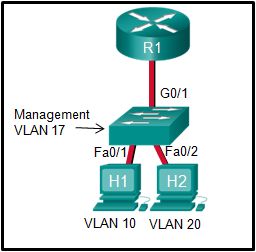 R1
G0/1
Management
VLAN 17
Fa0/1
Fa0/2
H1
H2
VLAN 10
VLAN 20